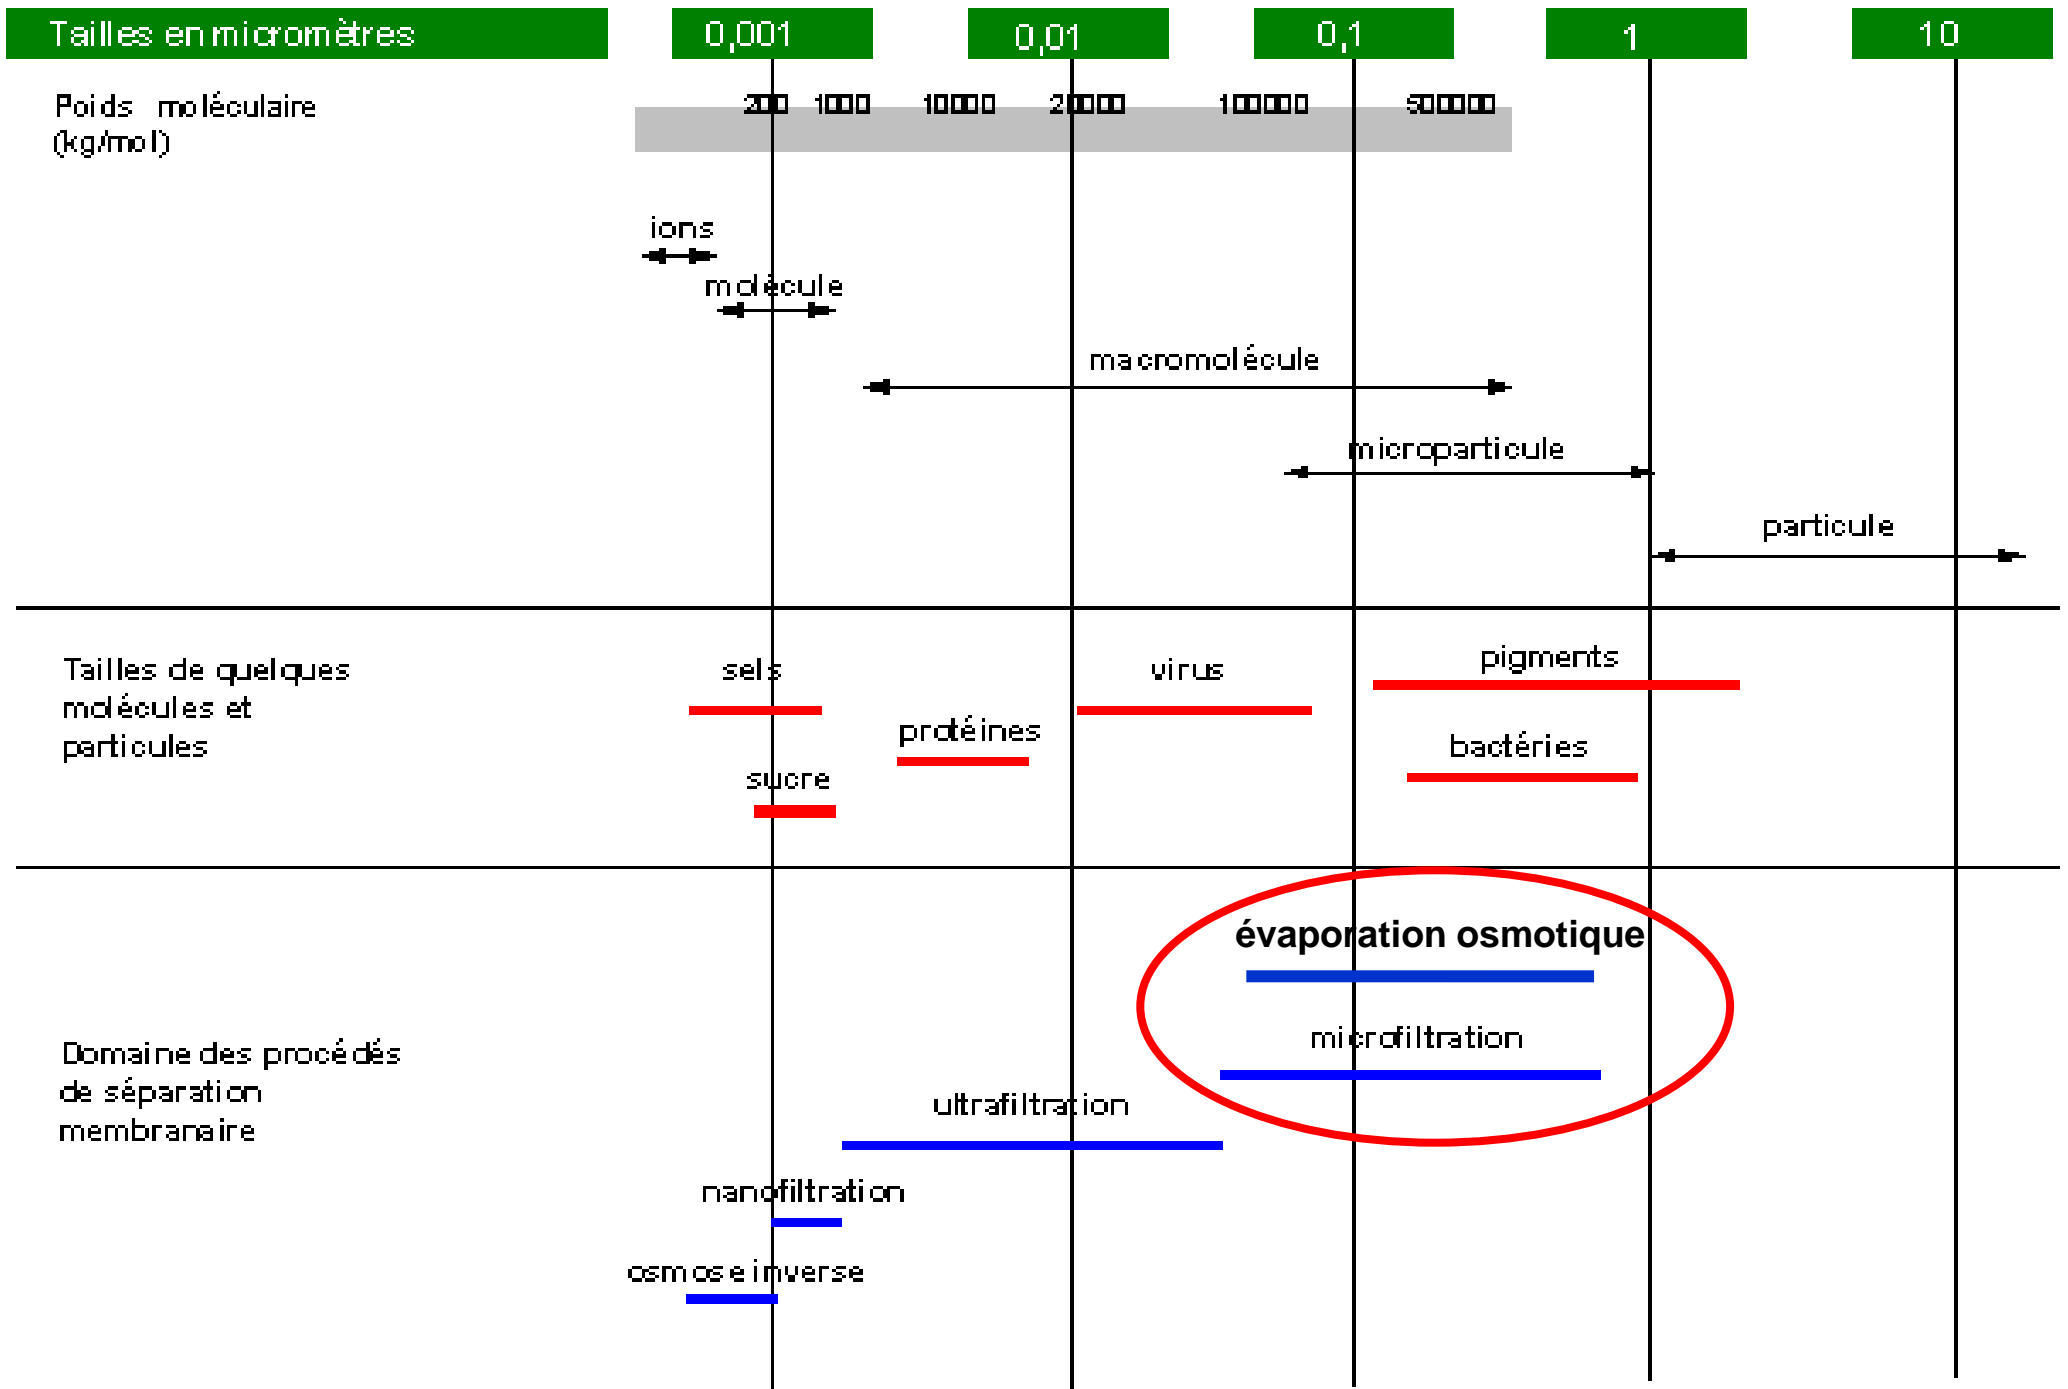 Tailles en micromètres 0,001 0,01 0,1 1 10
Poids moléculaire
(kg/mol)
200 1000 10000 20000 100000 500000
ions
molécule
macromolécule
microparticule
particule
Tailles de quelques
molécules et
particules
sels
virus
pigments
protéines
bactéries
sucre
évaporation osmotique
microfiltration
Domaine des procédés
de séparation
membranaire
ultrafiltration
nanofiltration
osmose inverse